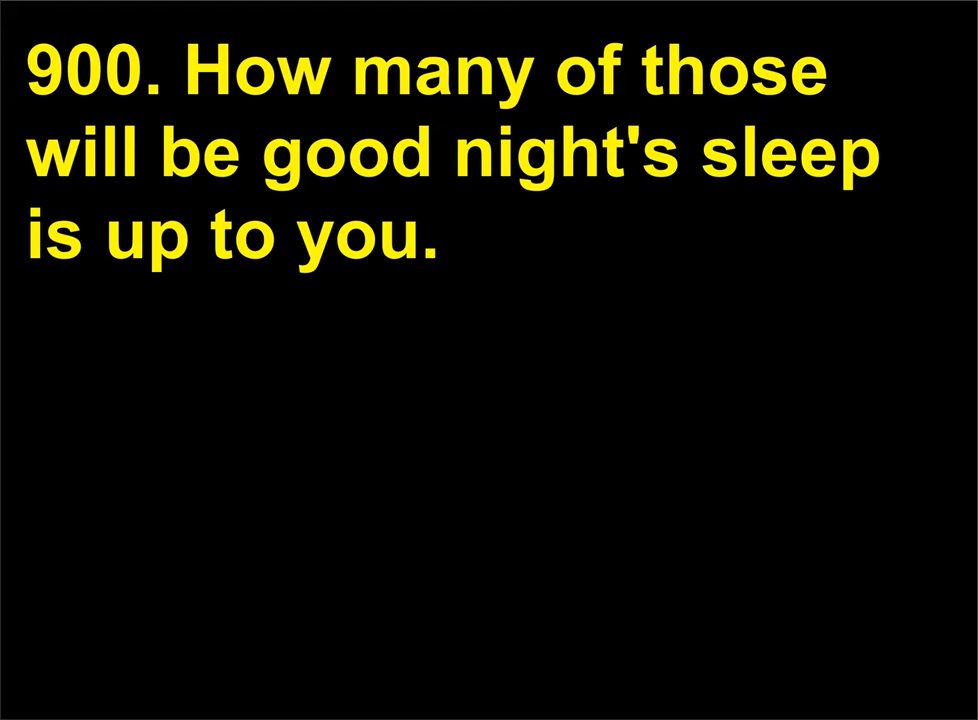 900. How many of those
will be good night's sleep
is up to you.